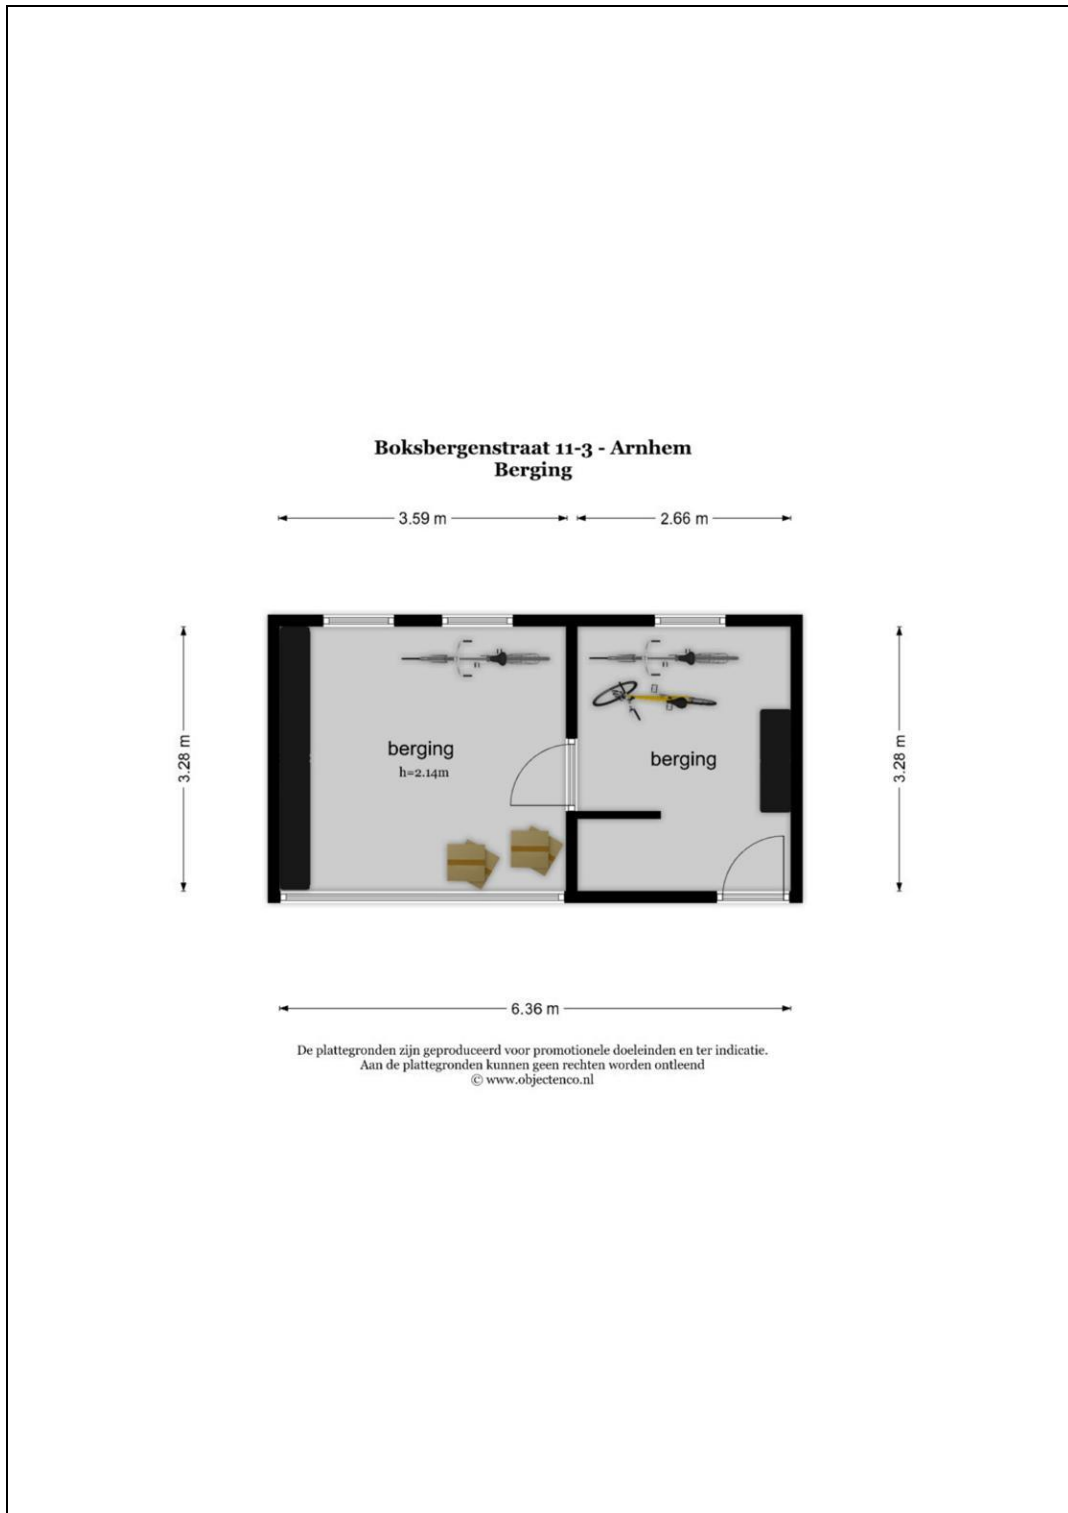 Boksbergenstraat 11-3 - Arnhem
Berging
3.59 m
2.66 m
3.28 m
3.28 m
berging
h=2.14m
berging
6.36 m
De plattegronden zijn geproduceerd voor promotionele doeleinden en ter indicatie.
Aan de plattegronden kunnen geen rechten worden ontleend
© www.objectenco.nl